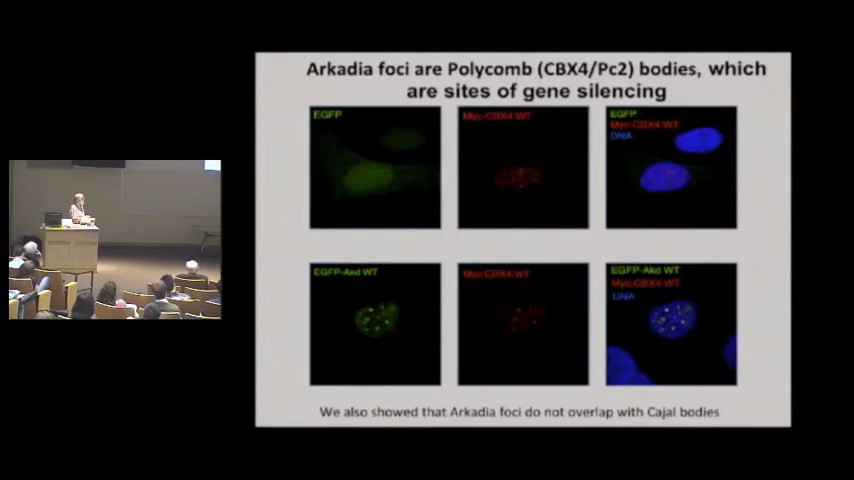 Arkadia foci are Polycomb (CBX4/Pc2) bodies, which
are sites of gene silencing
EGFP
Myc-CBX4 WT
EGFP
Myc-CBX4 WT
DNA
EGFP-Akd WT
Myc-CBX4 WT
EGFP-Akd WT
Myc-CBX4 WT
DNA
We also showed that Arkadia foci do not overlap with Cajal bodies